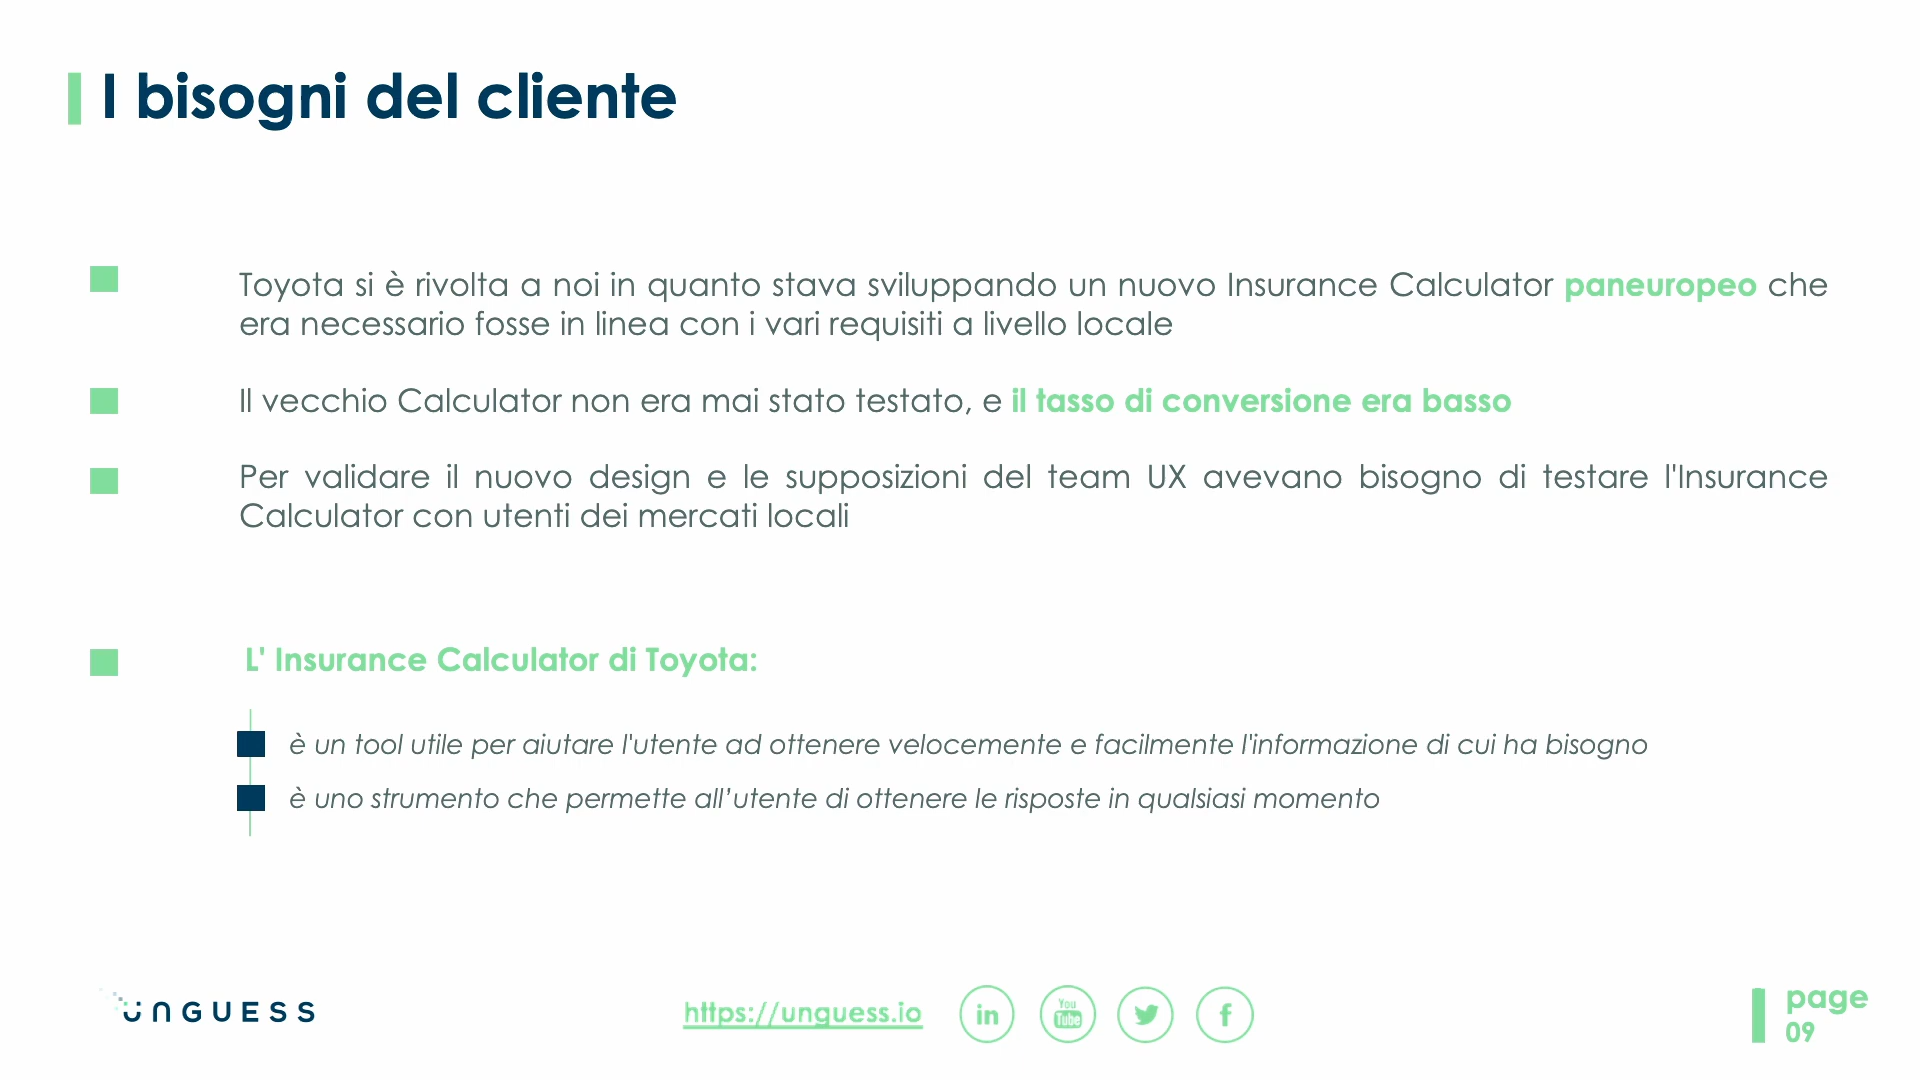 I bisogni del cliente
Toyota si è rivolta a noi in quanto stava sviluppando un nuovo Insurance Calculator paneuropeo che
era necessario fosse in linea con i vari requisiti a livello locale
Il vecchio Calculator non era mai stato testato, e il tasso di conversione era basso
Per validare il nuovo design e le supposizioni del team UX avevano bisogno di testare l'Insurance
Calculator con utenti dei mercati locali
L' Insurance Calculator di Toyota:
è un tool utile per aiutare l'utente ad ottenere velocemente e facilmente l'informazione di cui ha bisogno
è uno strumento che permette all’utente di ottenere le risposte in qualsiasi momento
UNGUESS
https://unguess.io
in
You
Tube
f
page
09